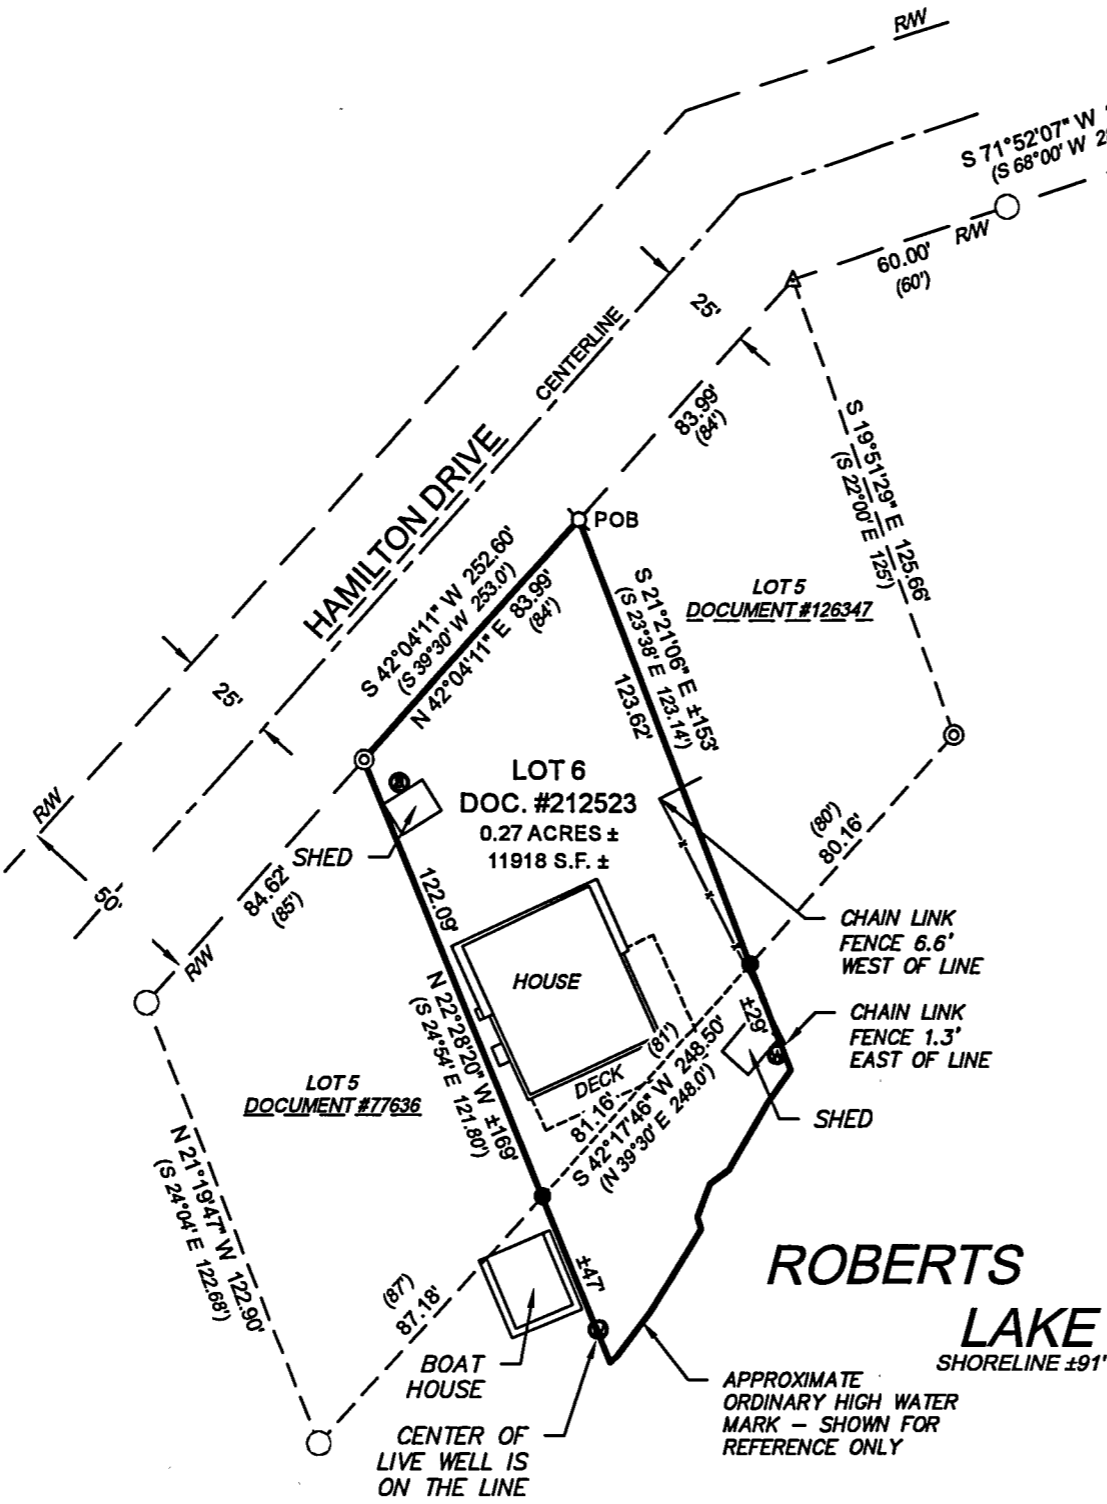 R/W
S 71°52'07" W
(S 68°00' W 2
R/W
60.00'
(60')
25'
CENTERLINE
83.99'
(84')
HAMILTON DRIVE
S 19°51'29" E 125.66'
(S 22°00' E 125')
POB
S 42°04'11" W 252.60'
(S 39°30' W 253.0')
N 42°04'11" E 83.99'
(84')
S 21°21'06" E ±153'
(S 23°38' E 123.14')
123.62'
LOT 5
DOCUMENT #126347
25'
LOT 6
DOC. #212523
0.27 ACRES ±
11918 S.F. ±
R/W
50'
R/W
84.62'
(85')
SHED
(80')
80.16'
122.09'
N 22°28'20" W ±169'
(S 24°54' E 121.80')
HOUSE
DECK
CHAIN LINK
FENCE 6.6'
WEST OF LINE
±29'
CHAIN LINK
FENCE 1.3'
EAST OF LINE
SHED
(81')
81.16'
S 42°17'46" W 248.50'
(N 39°30' E 248.0')
LOT 5
DOCUMENT #77636
N 21°19'47" W 122.90'
(S 24°04' E 122.68')
(87')
87.18'
±47'
BOAT
HOUSE
CENTER OF
LIVE WELL IS
ON THE LINE
ROBERTS
LAKE
SHORELINE ±91'
APPROXIMATE
ORDINARY HIGH WATER
MARK – SHOWN FOR
REFERENCE ONLY